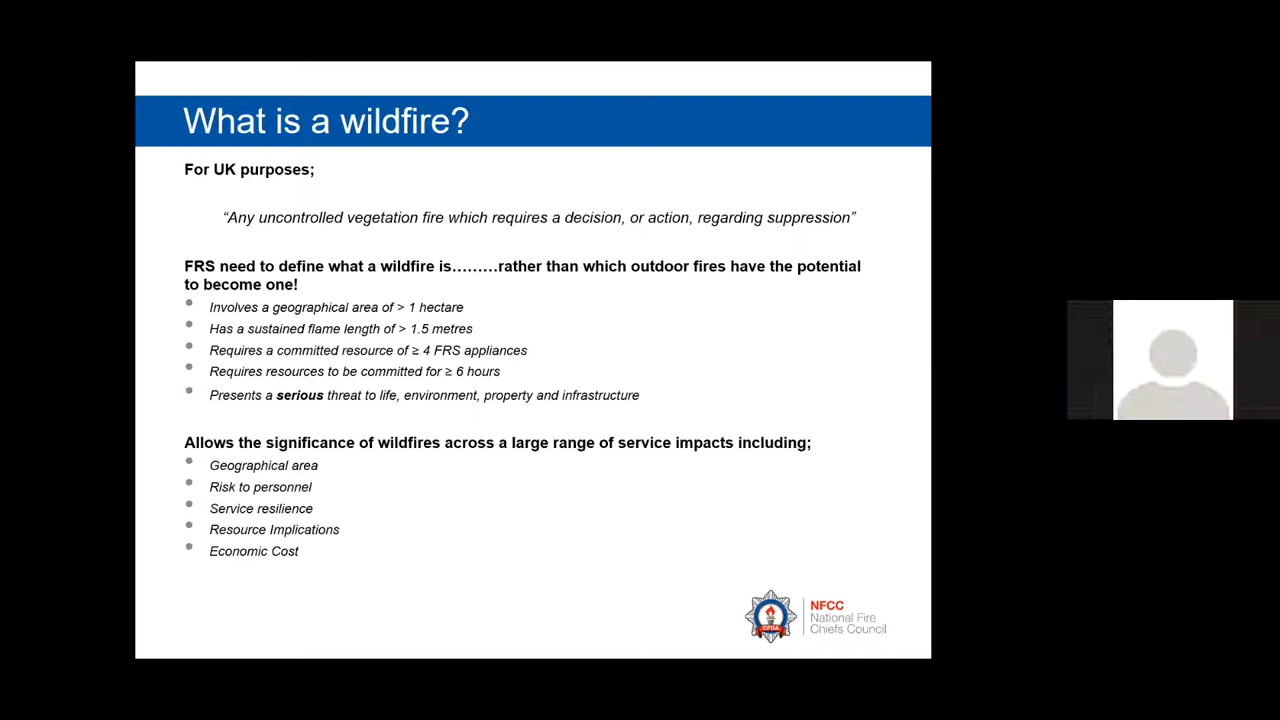 What is a wildfire?
For UK purposes;
“Any uncontrolled vegetation fire which requires a decision, or action, regarding suppression”
FRS need to define what a wildfire is………rather than which outdoor fires have the potential
to become one!
Involves a geographical area of > 1 hectare
Has a sustained flame length of > 1.5 metres
Requires a committed resource of ≥ 4 FRS appliances
Requires resources to be committed for ≥ 6 hours
Presents a serious threat to life, environment, property and infrastructure
Allows the significance of wildfires across a large range of service impacts including;
Geographical area
Risk to personnel
Service resilience
Resource Implications
Economic Cost
CFOA
NFCC
National Fire
Chiefs Council